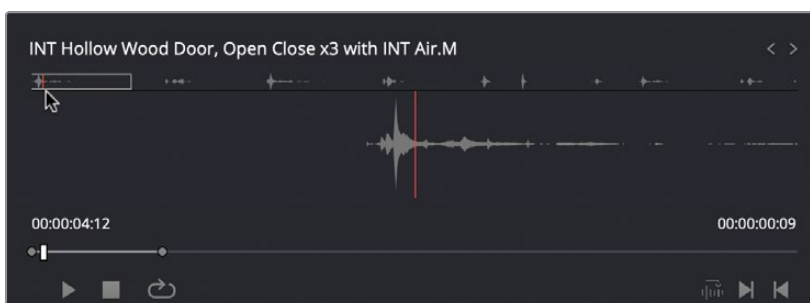 INT Hollow Wood Door, Open Close x3 with INT Air.M
00:00:04:12 00:00:00:09